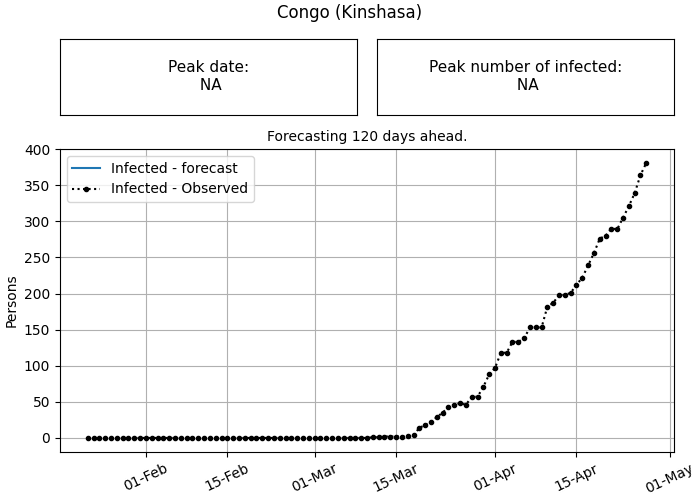 Congo (Kinshasa)
Peak date:
NA
Peak number of infected:
NA
Forecasting 120 days ahead.
Infected - forecast
Infected - Observed
Persons
400
350
300
250
200
150
100
50
0
01-Feb
15-Feb
01-Mar
15-Mar
01-Apr
15-Apr
01-May